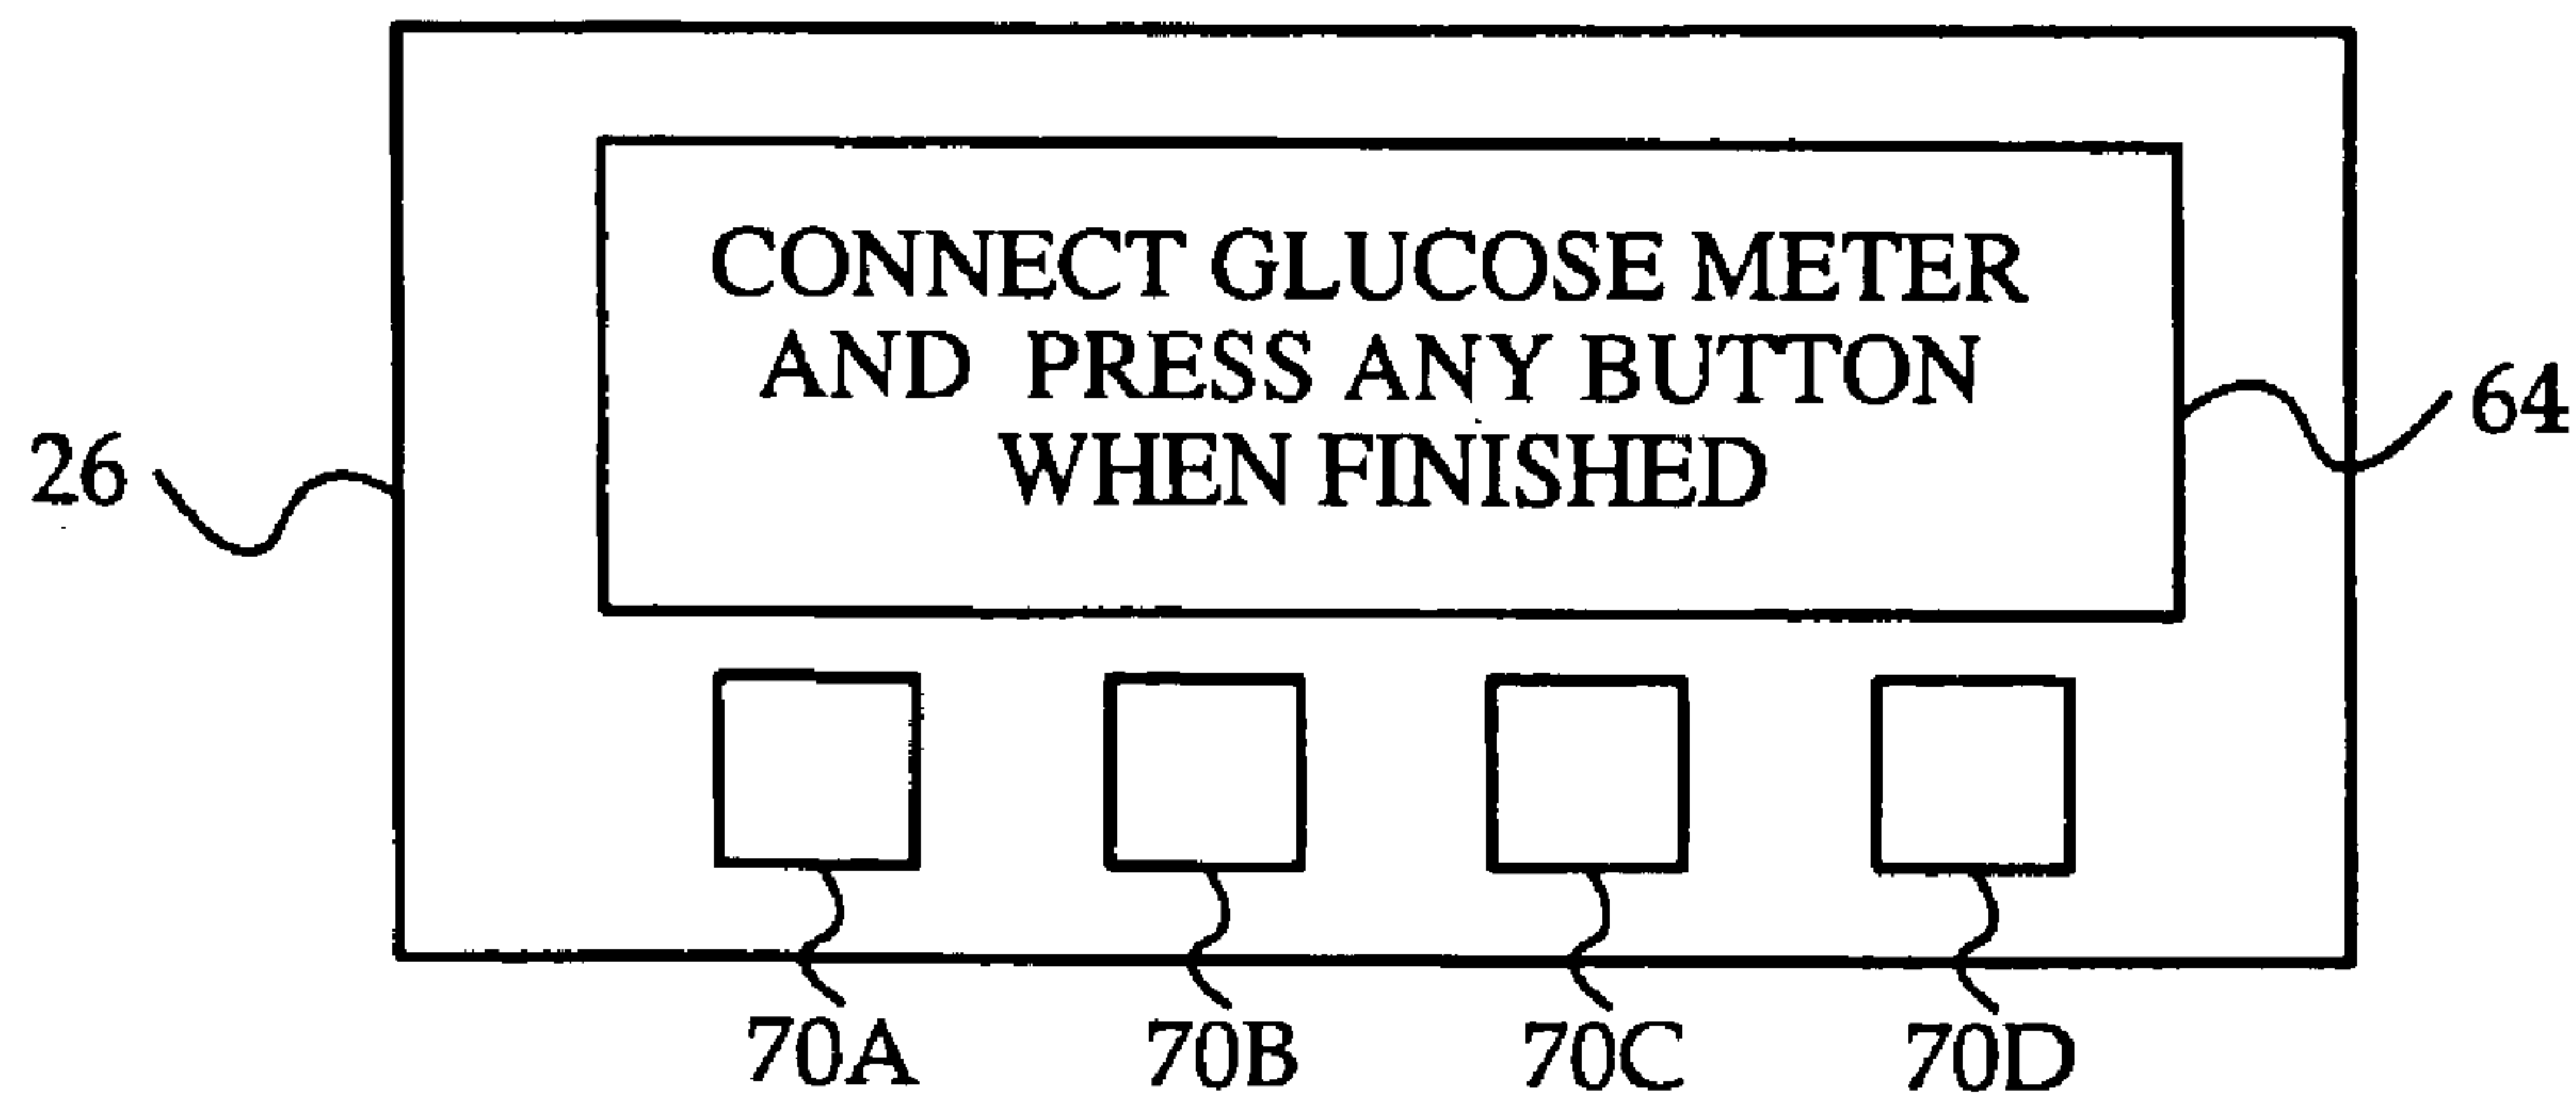 CONNECT GLUCOSE METER
AND PRESS ANY BUTTON
WHEN FINISHED
64
26
70A 70B 70C 70D